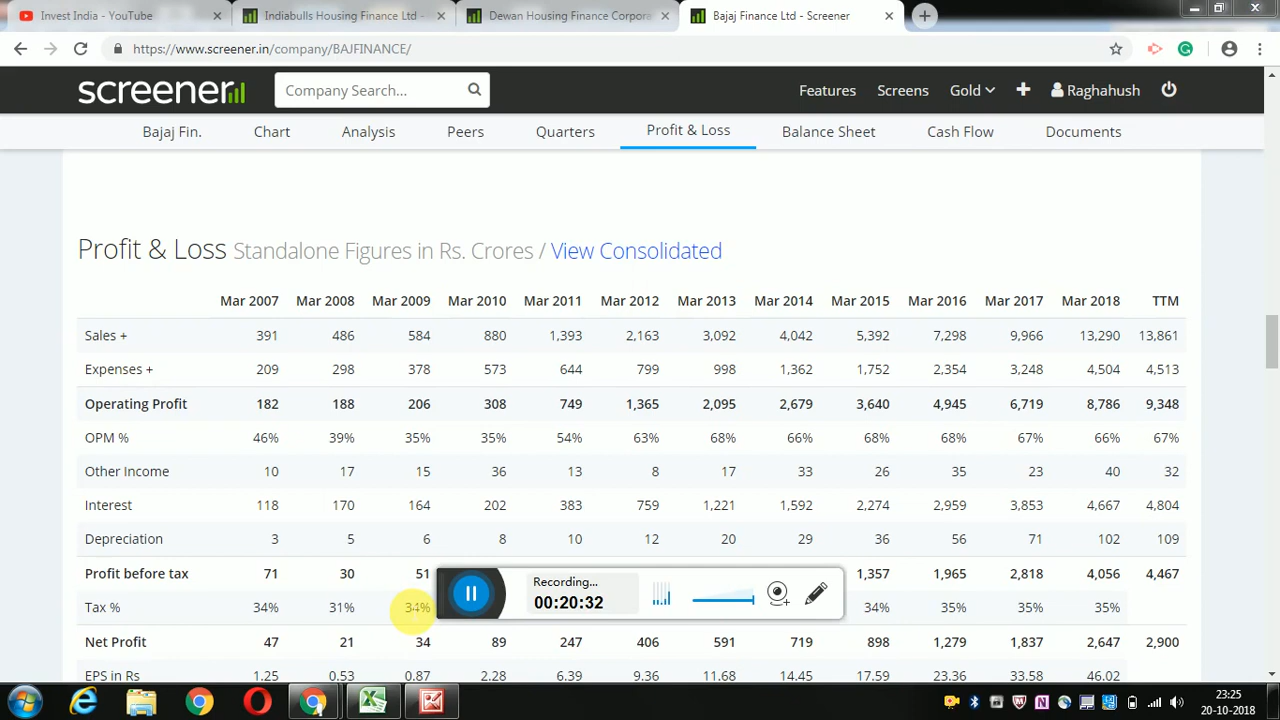 Invest India - YouTube × Indiabulls Housing Finance Ltd - × Dewan Housing Finance Corpora × Bajaj Finance Ltd - Screener ×
https://www.screener.in/company/BAJFINANCE/
screener Company Search... Features Screens Gold Raghahush
Bajaj Fin. Chart Analysis Peers Quarters Profit & Loss Balance Sheet Cash Flow Documents
Profit & Loss Standalone Figures in Rs. Crores / View Consolidated
Mar 2007 Mar 2008 Mar 2009 Mar 2010 Mar 2011 Mar 2012 Mar 2013 Mar 2014 Mar 2015 Mar 2016 Mar 2017 Mar 2018 TTM
Sales + 391 486 584 880 1,393 2,163 3,092 4,042 5,392 7,298 9,966 13,290 13,861
Expenses + 209 298 378 573 644 799 998 1,362 1,752 2,354 3,248 4,504 4,513
Operating Profit 182 188 206 308 749 1,365 2,095 2,679 3,640 4,945 6,719 8,786 9,348
OPM % 46% 39% 35% 35% 54% 63% 68% 66% 68% 68% 67% 66% 67%
Other Income 10 17 15 36 13 8 17 33 26 35 23 40 32
Interest 118 170 164 202 383 759 1,221 1,592 2,274 2,959 3,853 4,667 4,804
Depreciation 3 5 6 8 10 12 20 29 36 56 71 102 109
Profit before tax 71 30 51 1,357 1,965 2,818 4,056 4,467
Recording...
00:20:32
Tax % 34% 31% 34% 34% 35% 35% 35%
Net Profit 47 21 34 89 247 406 591 719 898 1,279 1,837 2,647 2,900
EPS in Rs 1.25 0.53 0.87 2.28 6.39 9.36 11.68 14.45 17.59 23.36 33.58 46.02
23:25
20-10-2018